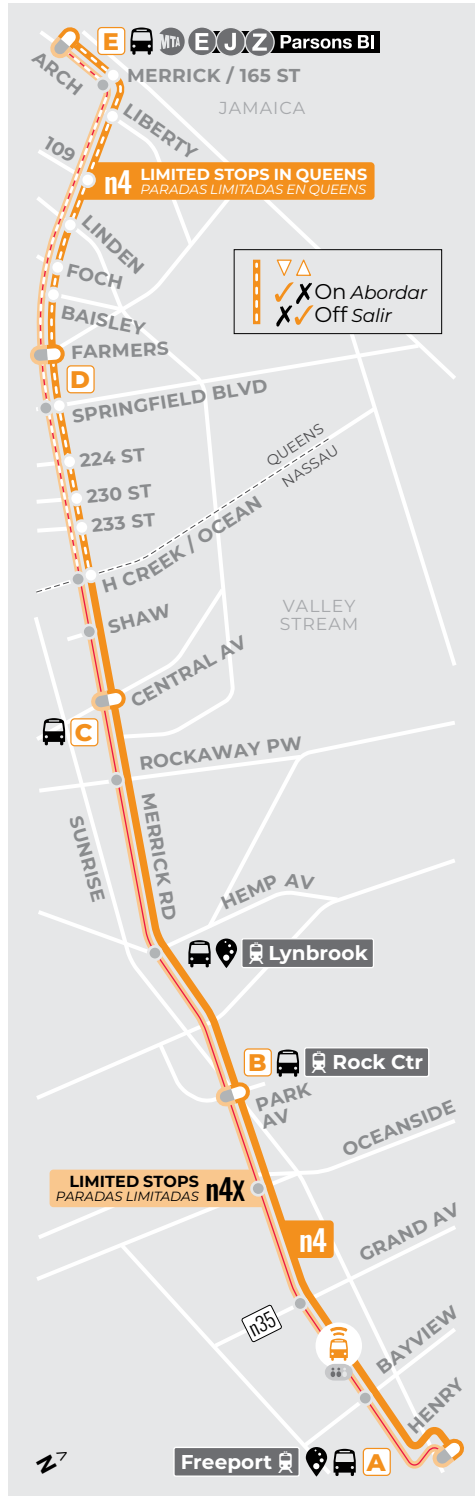 E MTA E J Z Parsons Bl
ARCH
MERRICK / 165 ST
JAMAICA
LIBERTY
109
n4 LIMITED STOPS IN QUEENS
PARADAS LIMITADAS EN QUEENS
LINDEN
FOCH
✓✗On Abordar
✗✓Off Salir
BAISLEY
FARMERS
D
SPRINGFIELD BLVD
224 ST
QUEENS
NASSAU
230 ST
233 ST
H CREEK / OCEAN
SHAW
VALLEY
STREAM
CENTRAL AV
C
ROCKAWAY PW
MERRICK RD
SUNRISE
HEMP AV
Lynbrook
B Rock Ctr
PARK
AV
OCEANSIDE
LIMITED STOPS
PARADAS LIMITADAS n4X
n4
GRAND AV
n35
BAYVIEW
HENRY
N
Freeport A